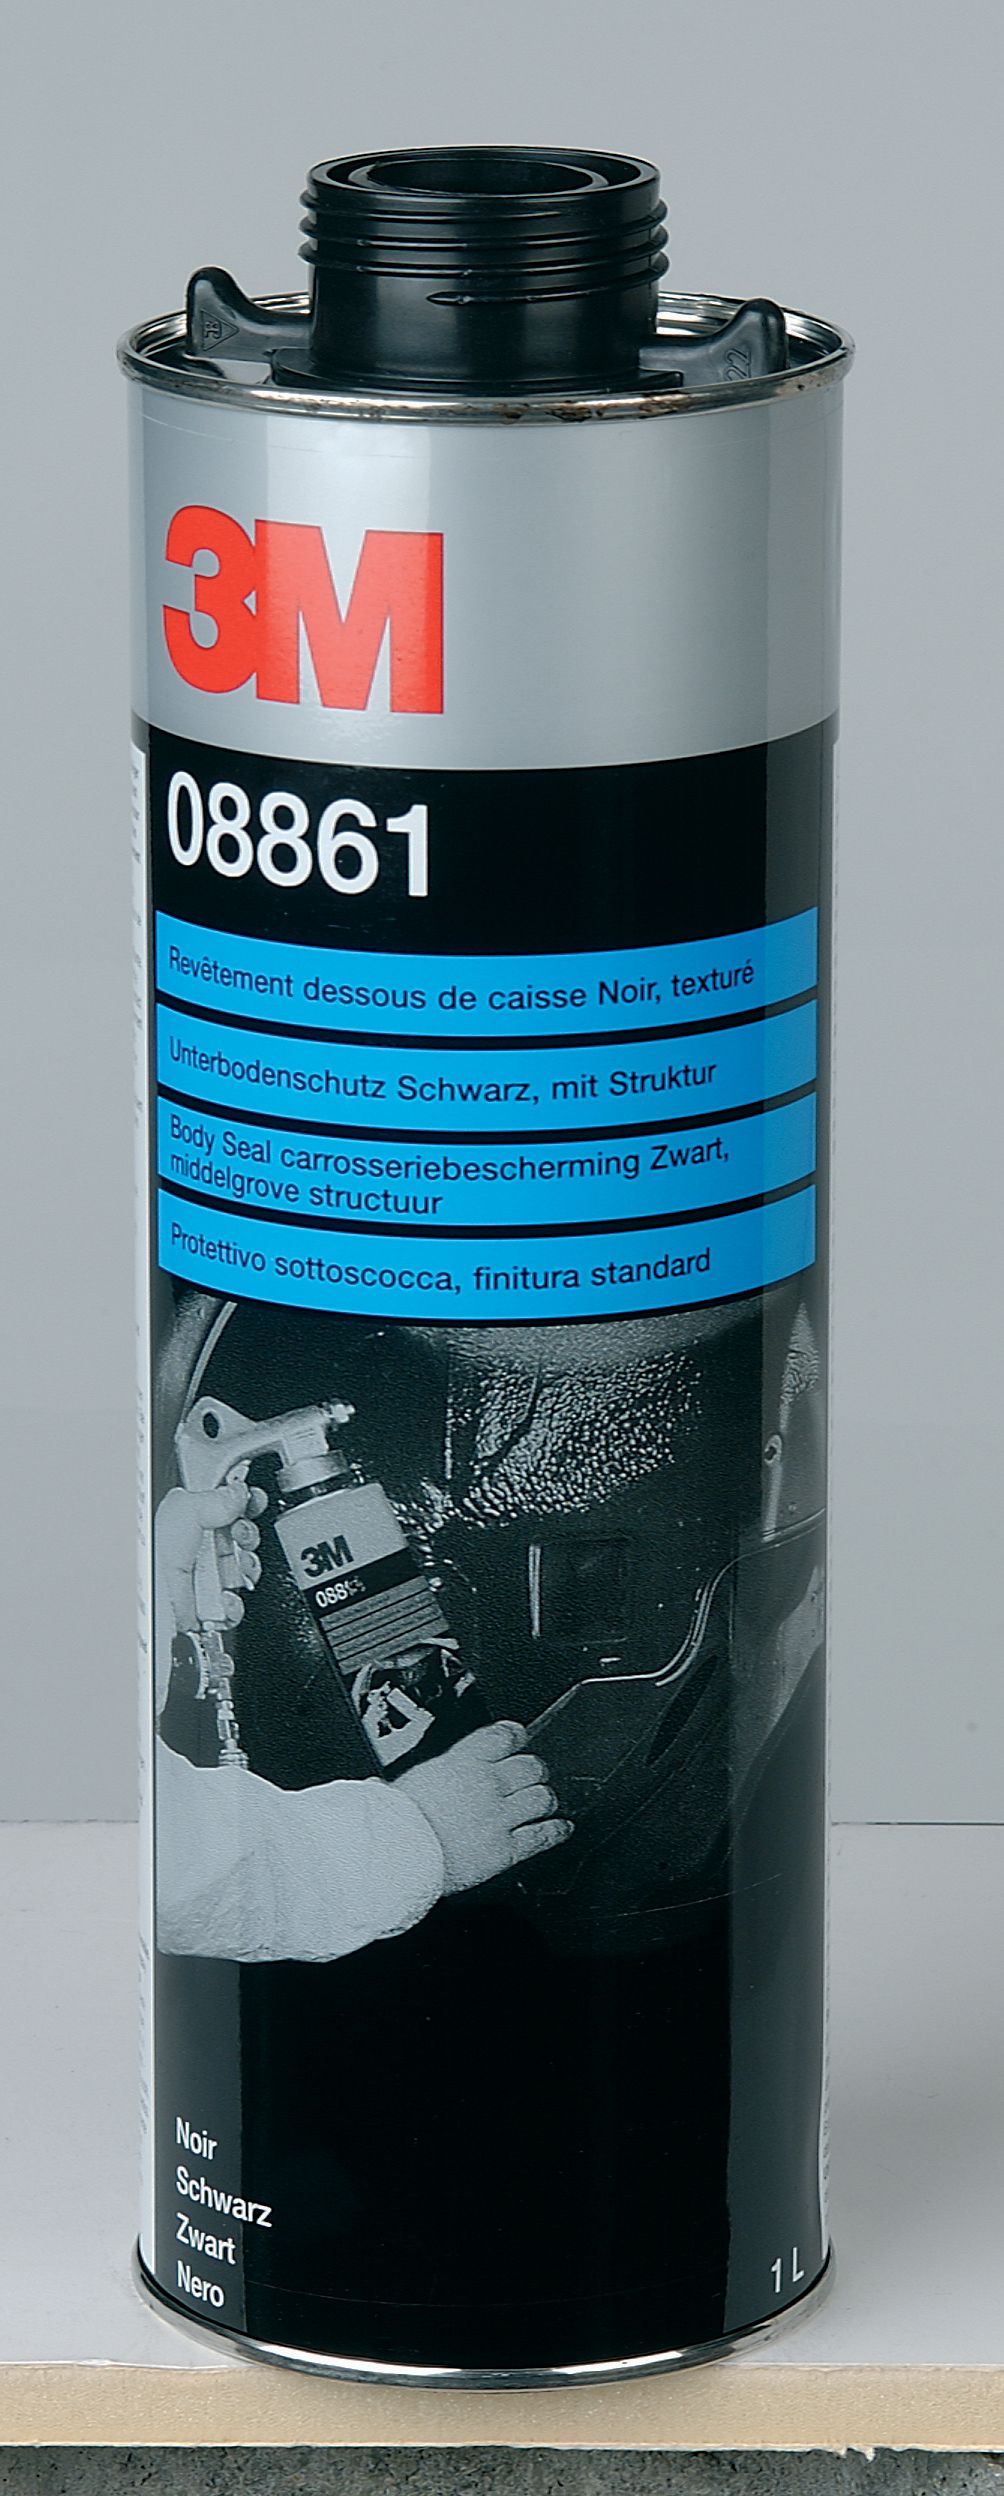 3M
08861
Revêtement dessous de caisse Noir, texturé
Unterbodenschutz Schwarz, mit Struktur
Body Seal carrosseriebescherming Zwart,
middelgrove structuur
Protettivo sottoscocca, finitura standard
3M
Noir
Schwarz
Zwart
Nero
1 L